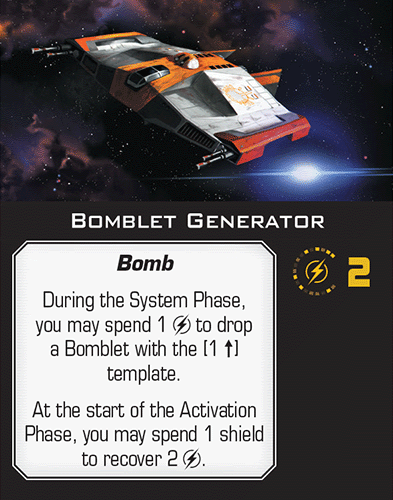 BOMBLET GENERATOR
Bomb
2
During the System Phase,
you may spend 1 to drop
a Bomblet with the [1 ⬆]
template.
At the start of the Activation
Phase, you may spend 1 shield
to recover 2 .